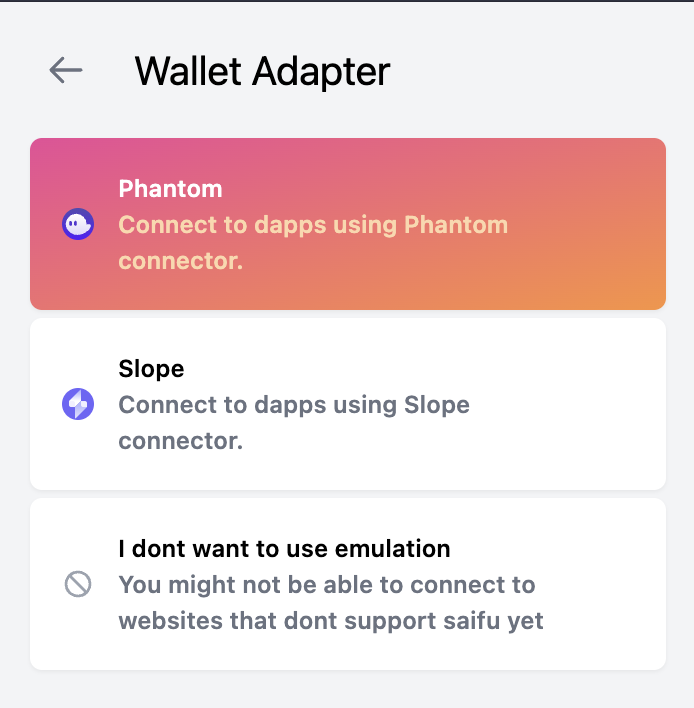 Wallet Adapter
Phantom
Connect to dapps using Phantom
connector.
Slope
Connect to dapps using Slope
connector.
I dont want to use emulation
You might not be able to connect to
websites that dont support saifu yet